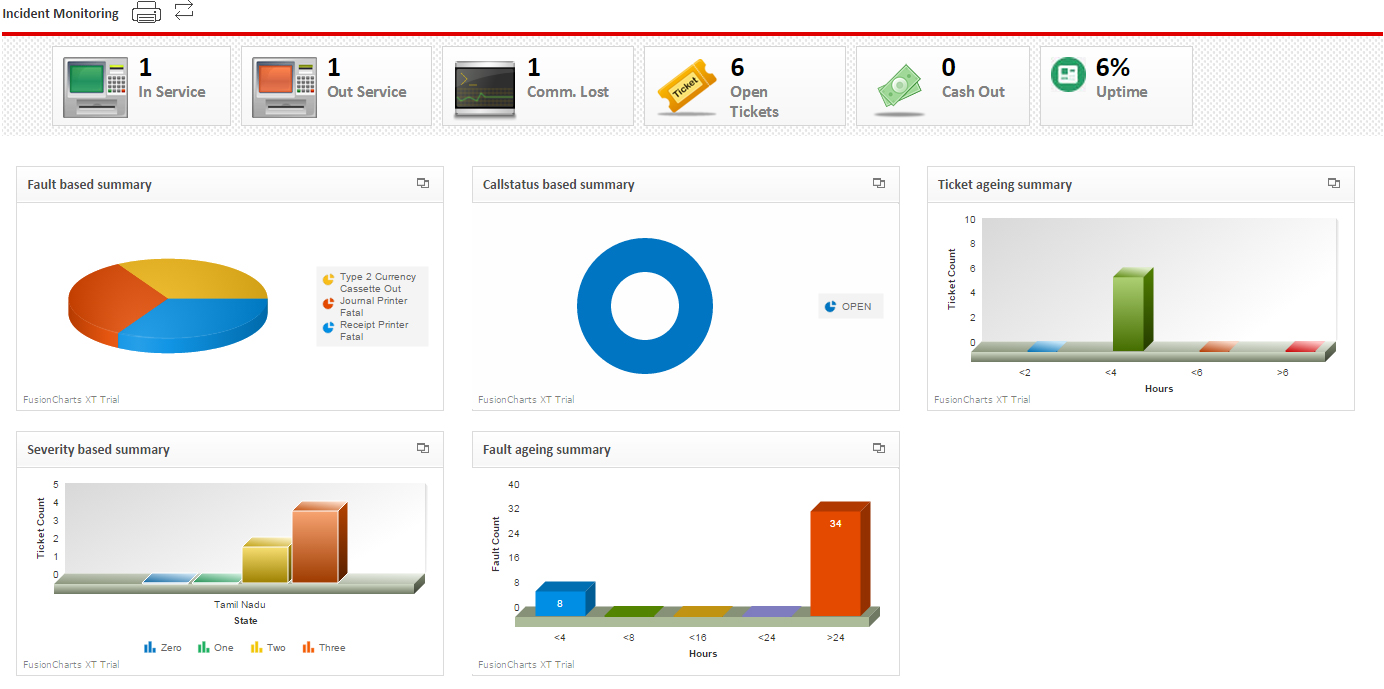 Incident Monitoring
1
In Service
1
Out Service
1
Comm. Lost
Ticket
6
Open
Tickets
0
Cash Out
6%
Uptime
Fault based summary
Type 2 Currency
Cassette Out
Journal Printer
Fatal
Receipt Printer
Fatal
FusionCharts XT Trial
Callstatus based summary
OPEN
FusionCharts XT Trial
Ticket ageing summary
Ticket Count
10
8
6
4
2
0
<2
<4
<6
>6
Hours
FusionCharts XT Trial
Severity based summary
Ticket Count
5
4
3
2
1
0
Tamil Nadu
State
Zero
One
Two
Three
FusionCharts XT Trial
Fault ageing summary
Fault Count
40
32
24
16
8
0
8
34
<4
<8
<16
<24
>24
Hours
FusionCharts XT Trial